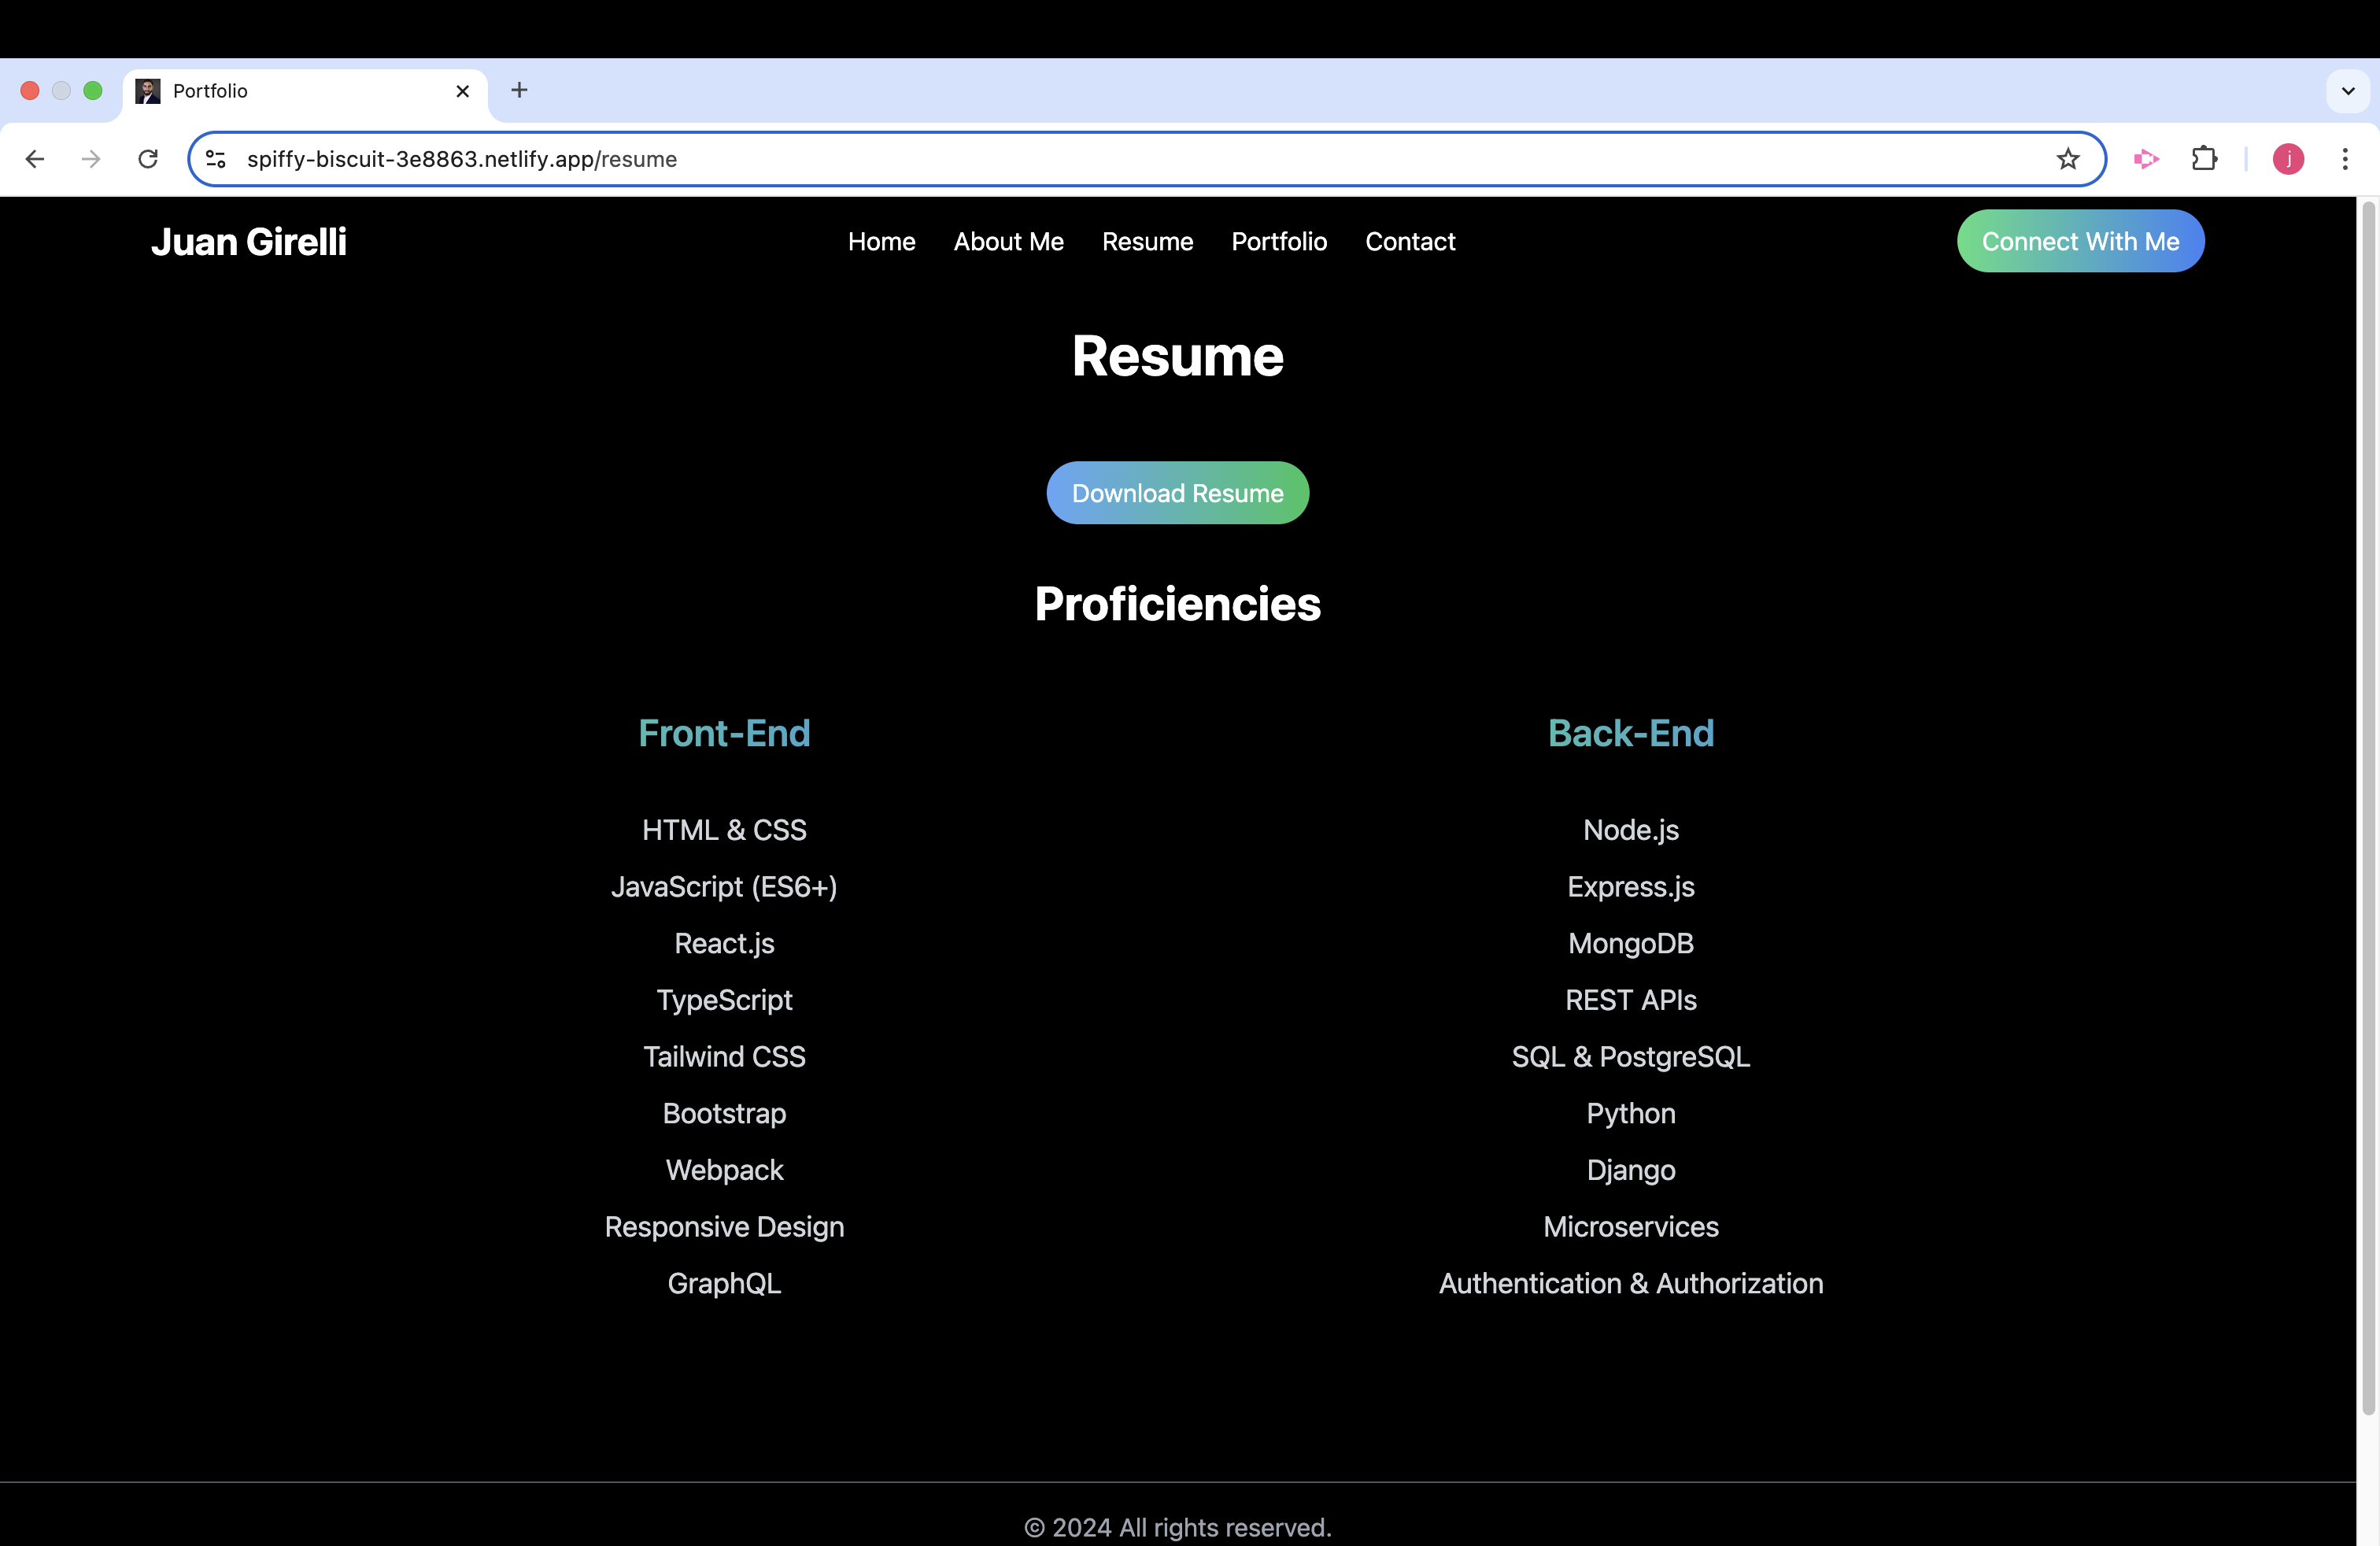 Portfolio
spiffy-biscuit-3e8863.netlify.app/resume
j
Juan Girelli
Home About Me Resume Portfolio Contact
Connect With Me
Resume
Download Resume
Proficiencies
Front-End
HTML & CSS
JavaScript (ES6+)
React.js
TypeScript
Tailwind CSS
Bootstrap
Webpack
Responsive Design
GraphQL
Back-End
Node.js
Express.js
MongoDB
REST APIs
SQL & PostgreSQL
Python
Django
Microservices
Authentication & Authorization
© 2024 All rights reserved.